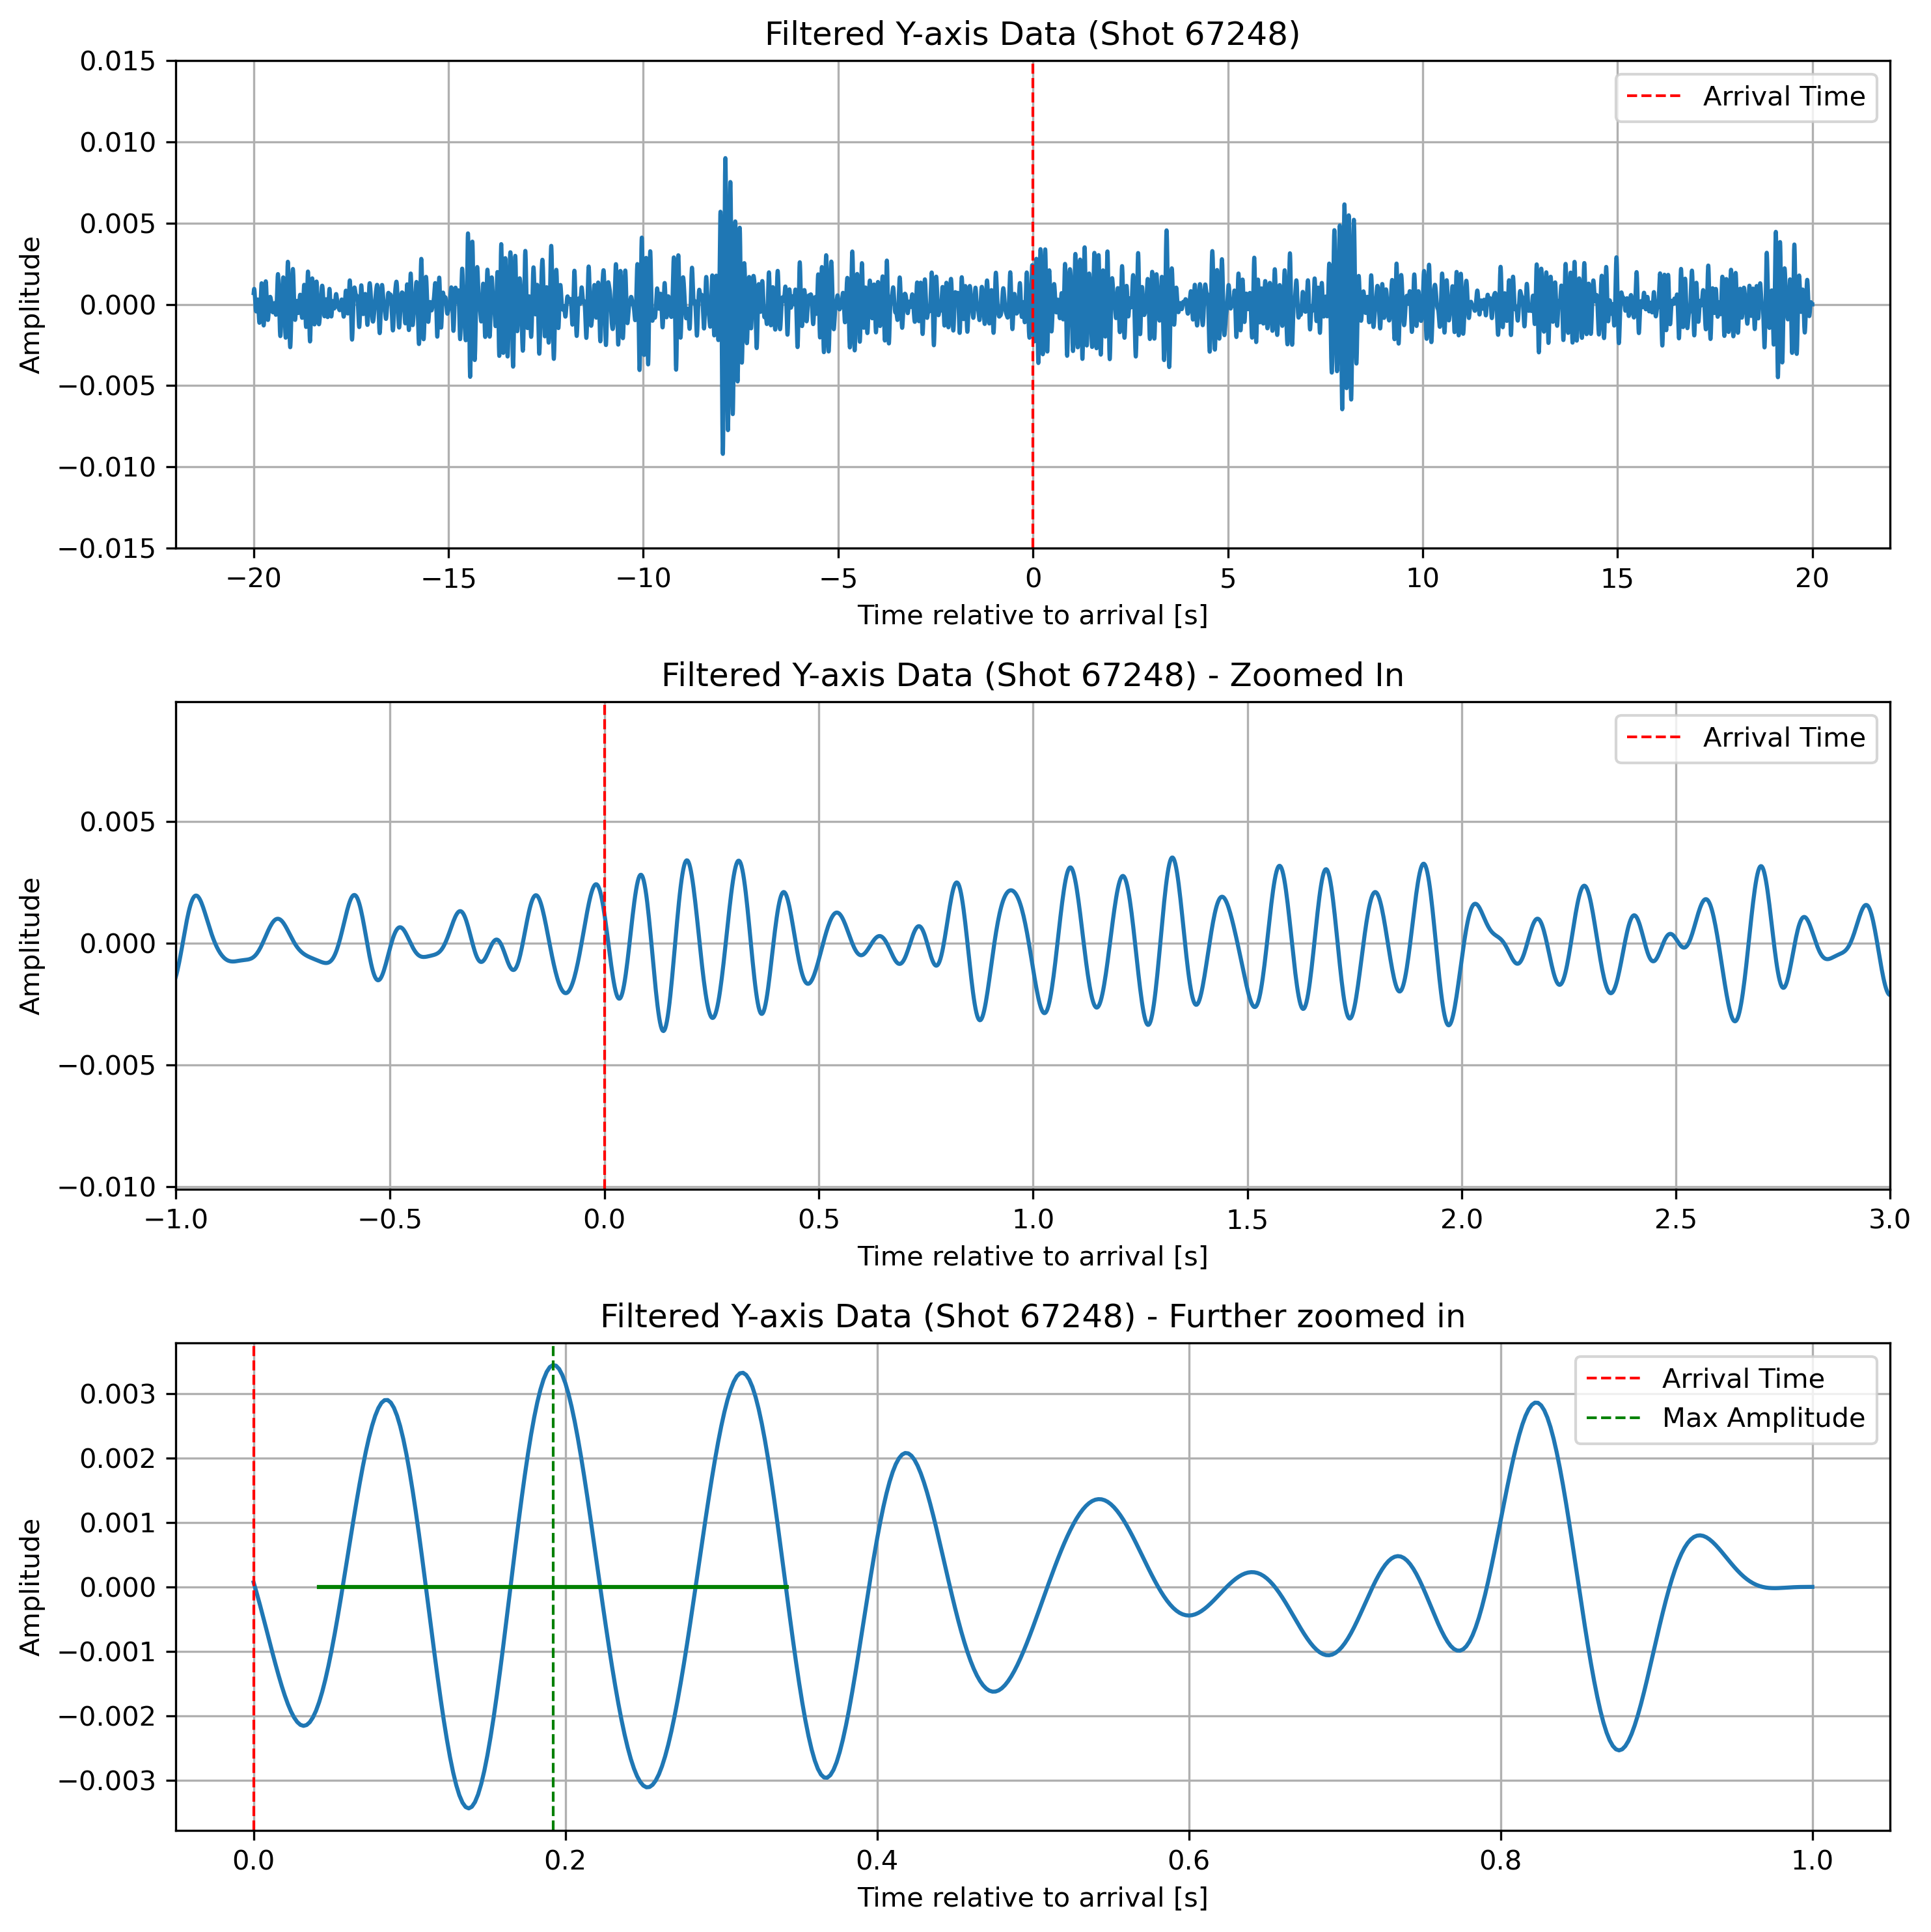 Filtered Y-axis Data (Shot 67248)
0.015
0.010
0.005
0.000
−0.005
−0.010
−0.015
Amplitude
Arrival Time
−20 −15 −10 −5 0 5 10 15 20
Time relative to arrival [s]
Filtered Y-axis Data (Shot 67248) - Zoomed In
0.005
0.000
−0.005
−0.010
Amplitude
Arrival Time
−1.0 −0.5 0.0 0.5 1.0 1.5 2.0 2.5 3.0
Time relative to arrival [s]
Filtered Y-axis Data (Shot 67248) - Further zoomed in
0.003
0.002
0.001
0.000
−0.001
−0.002
−0.003
Amplitude
Arrival Time
Max Amplitude
0.0 0.2 0.4 0.6 0.8 1.0
Time relative to arrival [s]